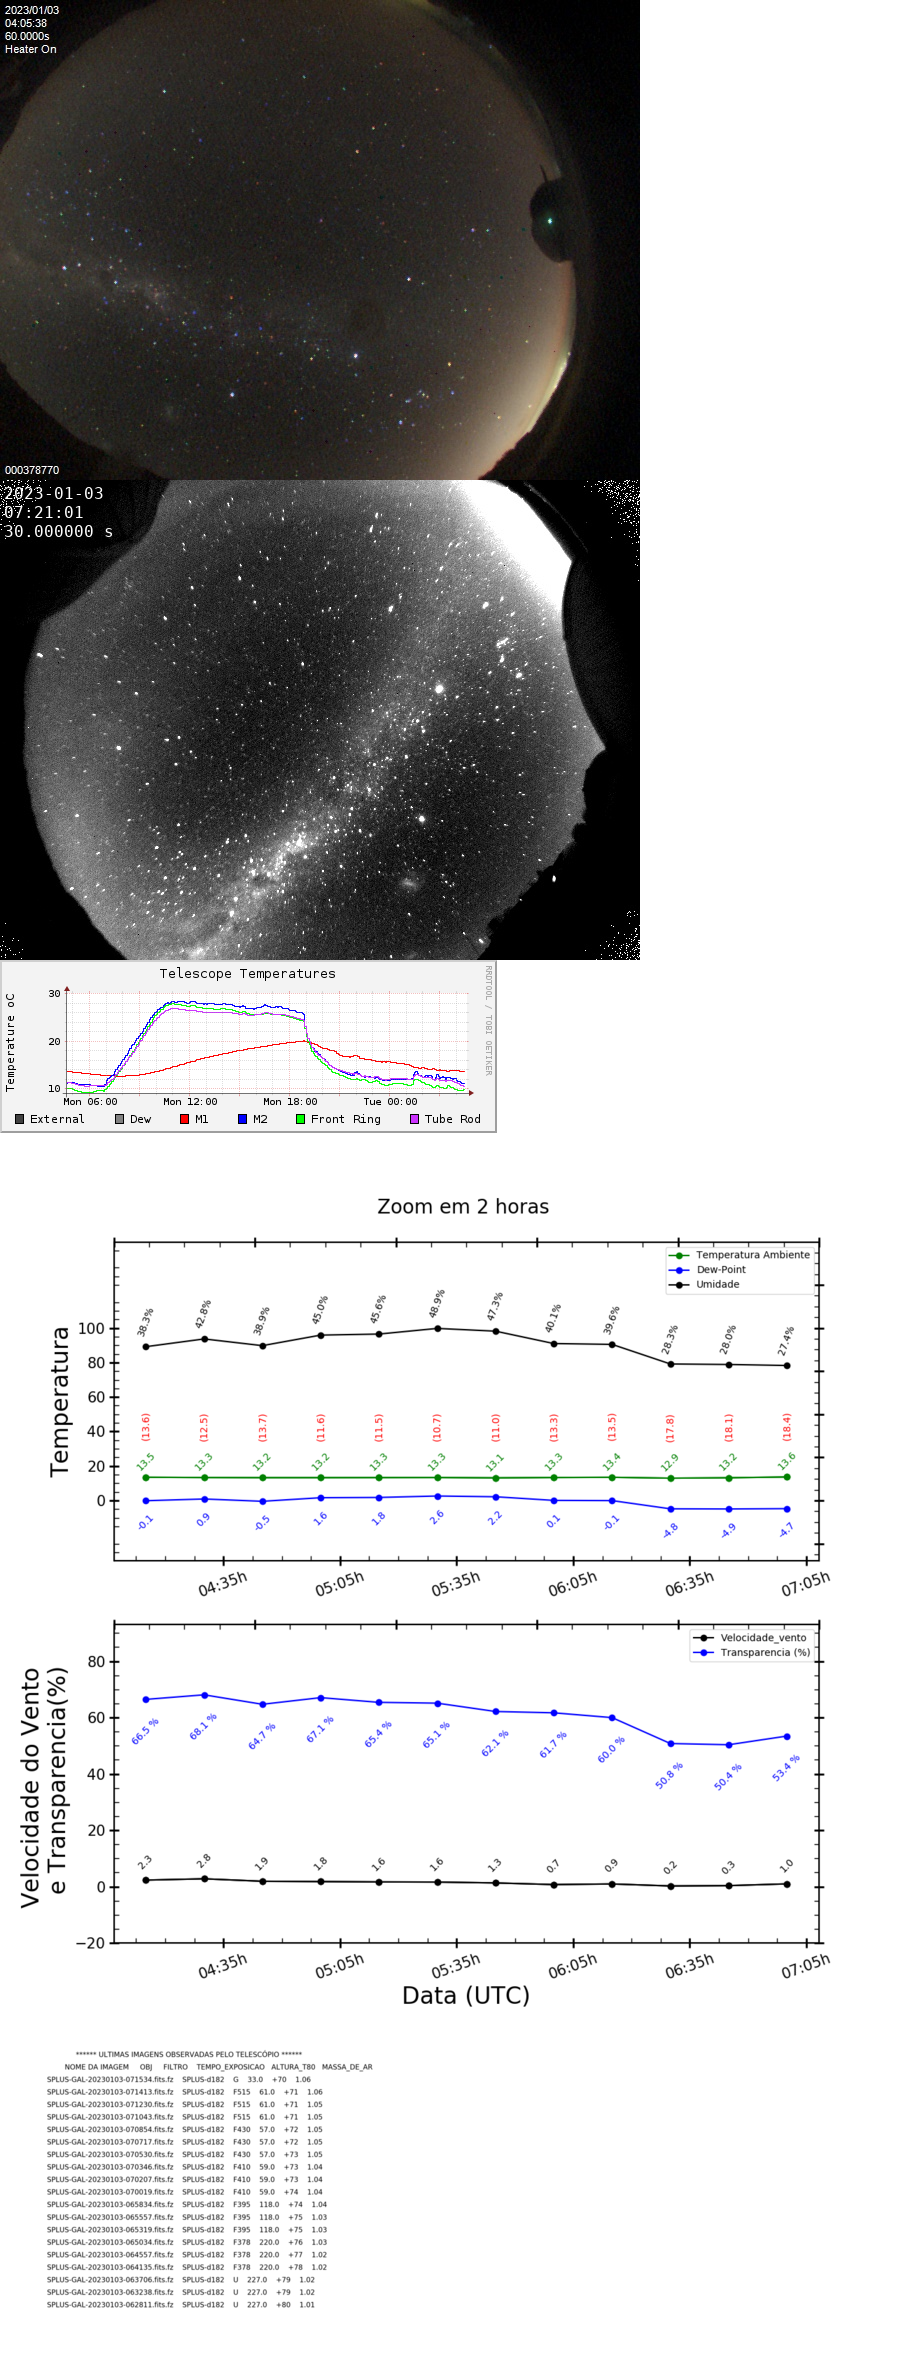 2023/01/03
04:05:38
60.0000s
Heater On
000378770
2023-01-03
07:21:01
30.000000 s
Telescope Temperatures
RRDTOOL / TOBI OETIKER
Temperature oC
30
20
10
Mon 06:00 Mon 12:00 Mon 18:00 Tue 00:00
External Dew M1 M2 Front Ring Tube Rod
Zoom em 2 horas
Temperatura Ambiente
Dew-Point
Umidade
Temperatura
100
80
60
40
20
0
38.3% 42.8% 38.9% 45.0% 45.6% 48.9% 47.3% 40.1% 39.6% 28.3% 28.0% 27.4%
(13.6) (12.5) (13.7) (11.6) (11.5) (10.7) (11.0) (13.3) (13.5) (17.8) (18.1) (18.4)
13.5 13.3 13.2 13.2 13.3 13.3 13.1 13.3 13.4 12.9 13.2 13.6
-0.1 0.9 -0.5 1.6 1.8 2.6 2.2 0.1 -0.1 -4.8 -4.9 -4.7
04:35h 05:05h 05:35h 06:05h 06:35h 07:05h
Velocidade_vento
Transparencia (%)
Velocidade do Vento
e Transparencia(%)
80
60
40
20
0
−20
66.5 % 68.1 % 64.7 % 67.1 % 65.4 % 65.1 % 62.1 % 61.7 % 60.0 % 50.8 % 50.4 % 53.4 %
2.3 2.8 1.9 1.8 1.6 1.6 1.3 0.7 0.9 0.2 0.3 1.0
04:35h 05:05h 05:35h 06:05h 06:35h 07:05h
Data (UTC)
****** ULTIMAS IMAGENS OBSERVADAS PELO TELESCÓPIO ******
NOME DA IMAGEM OBJ FILTRO TEMPO_EXPOSICAO ALTURA_T80 MASSA_DE_AR
SPLUS-GAL-20230103-071534.fits.fz SPLUS-d182 G 33.0 +70 1.06
SPLUS-GAL-20230103-071413.fits.fz SPLUS-d182 F515 61.0 +71 1.06
SPLUS-GAL-20230103-071230.fits.fz SPLUS-d182 F515 61.0 +71 1.05
SPLUS-GAL-20230103-071043.fits.fz SPLUS-d182 F515 61.0 +71 1.05
SPLUS-GAL-20230103-070854.fits.fz SPLUS-d182 F430 57.0 +72 1.05
SPLUS-GAL-20230103-070717.fits.fz SPLUS-d182 F430 57.0 +72 1.05
SPLUS-GAL-20230103-070530.fits.fz SPLUS-d182 F430 57.0 +73 1.05
SPLUS-GAL-20230103-070346.fits.fz SPLUS-d182 F410 59.0 +73 1.04
SPLUS-GAL-20230103-070207.fits.fz SPLUS-d182 F410 59.0 +73 1.04
SPLUS-GAL-20230103-070019.fits.fz SPLUS-d182 F410 59.0 +74 1.04
SPLUS-GAL-20230103-065834.fits.fz SPLUS-d182 F395 118.0 +74 1.04
SPLUS-GAL-20230103-065557.fits.fz SPLUS-d182 F395 118.0 +75 1.03
SPLUS-GAL-20230103-065319.fits.fz SPLUS-d182 F395 118.0 +75 1.03
SPLUS-GAL-20230103-065034.fits.fz SPLUS-d182 F378 220.0 +76 1.03
SPLUS-GAL-20230103-064557.fits.fz SPLUS-d182 F378 220.0 +77 1.02
SPLUS-GAL-20230103-064135.fits.fz SPLUS-d182 F378 220.0 +78 1.02
SPLUS-GAL-20230103-063706.fits.fz SPLUS-d182 U 227.0 +79 1.02
SPLUS-GAL-20230103-063238.fits.fz SPLUS-d182 U 227.0 +79 1.02
SPLUS-GAL-20230103-062811.fits.fz SPLUS-d182 U 227.0 +80 1.01